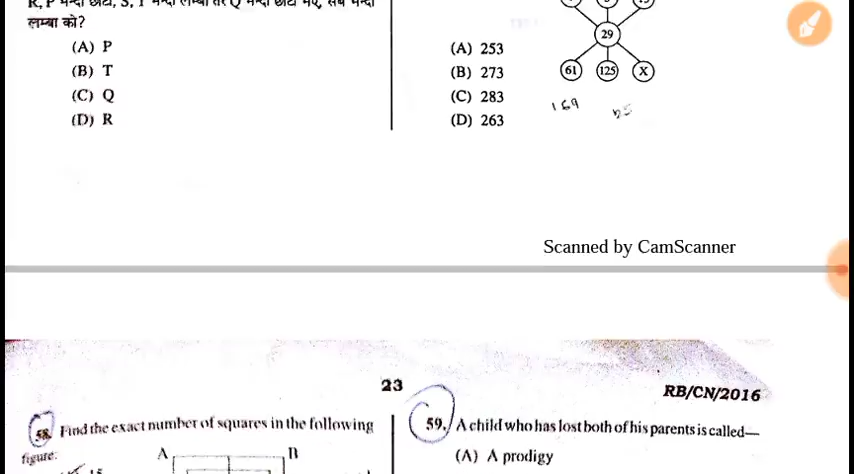 लम्बा को?
(A) P
(B) T
(C) Q
(D) R
(A) 253
(B) 273
(C) 283
(D) 263
29
61 125 X
169
Scanned by CamScanner
23
RB/CN/2016
58. Find the exact number of squares in the following
figure:
A B
15
59. A child who has lost both of his parents is called—
(A) A prodigy